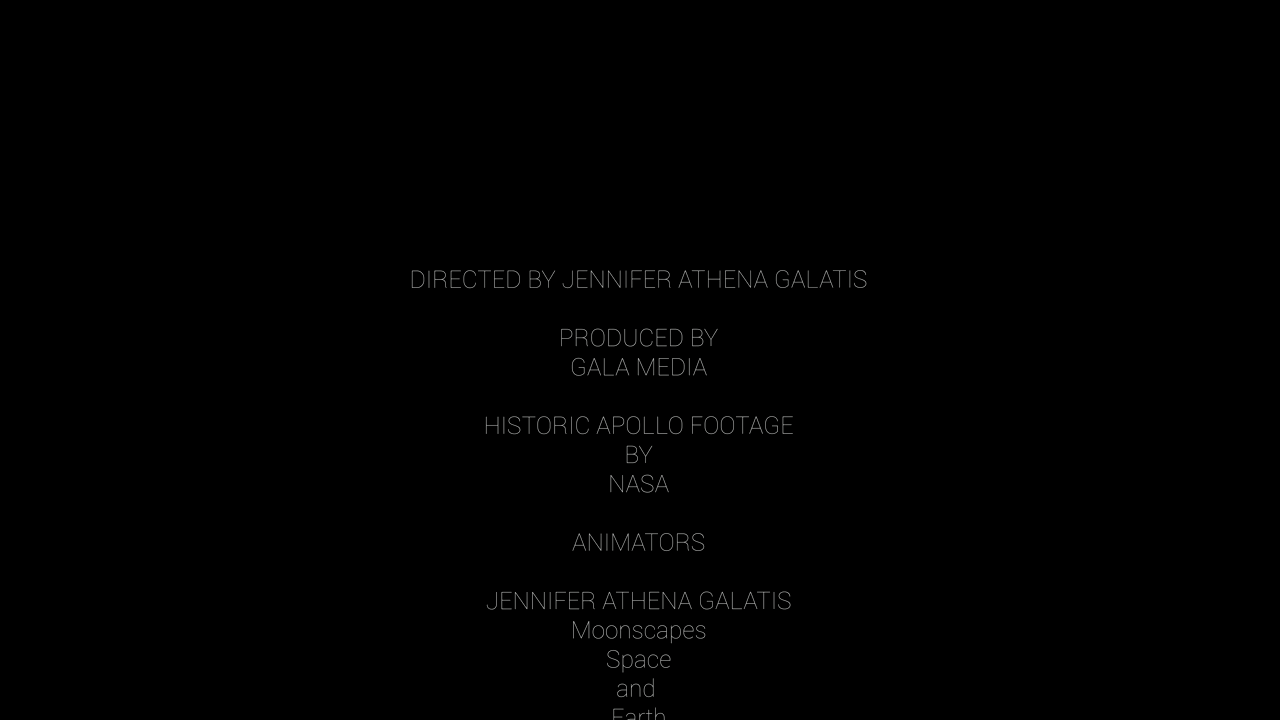 DIRECTED BY JENNIFER ATHENA GALATIS
PRODUCED BY
GALA MEDIA
HISTORIC APOLLO FOOTAGE
BY
NASA
ANIMATORS
JENNIFER ATHENA GALATIS
Moonscapes
Space
and
Earth